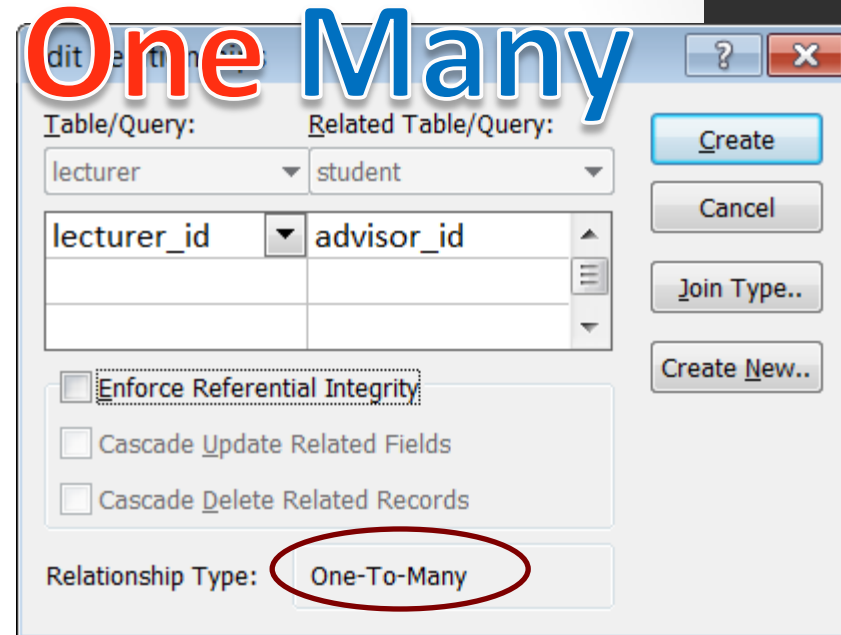 One Many
Table/Query: Related Table/Query:
lecturer student
lecturer_id advisor_id
Enforce Referential Integrity
Cascade Update Related Fields
Cascade Delete Related Records
Relationship Type: One-To-Many
Create
Cancel
Join Type..
Create New..